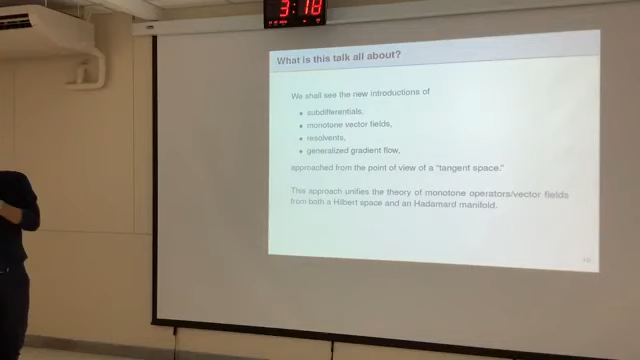 3:18
What is this talk all about?
We shall see the new introductions of
• subdifferentials,
• monotone vector fields,
• resolvents,
• generalized gradient flow,
approached from the point of view of a "tangent space."
This approach unifies the theory of monotone operators/vector fields
from both a Hilbert space and an Hadamard manifold.